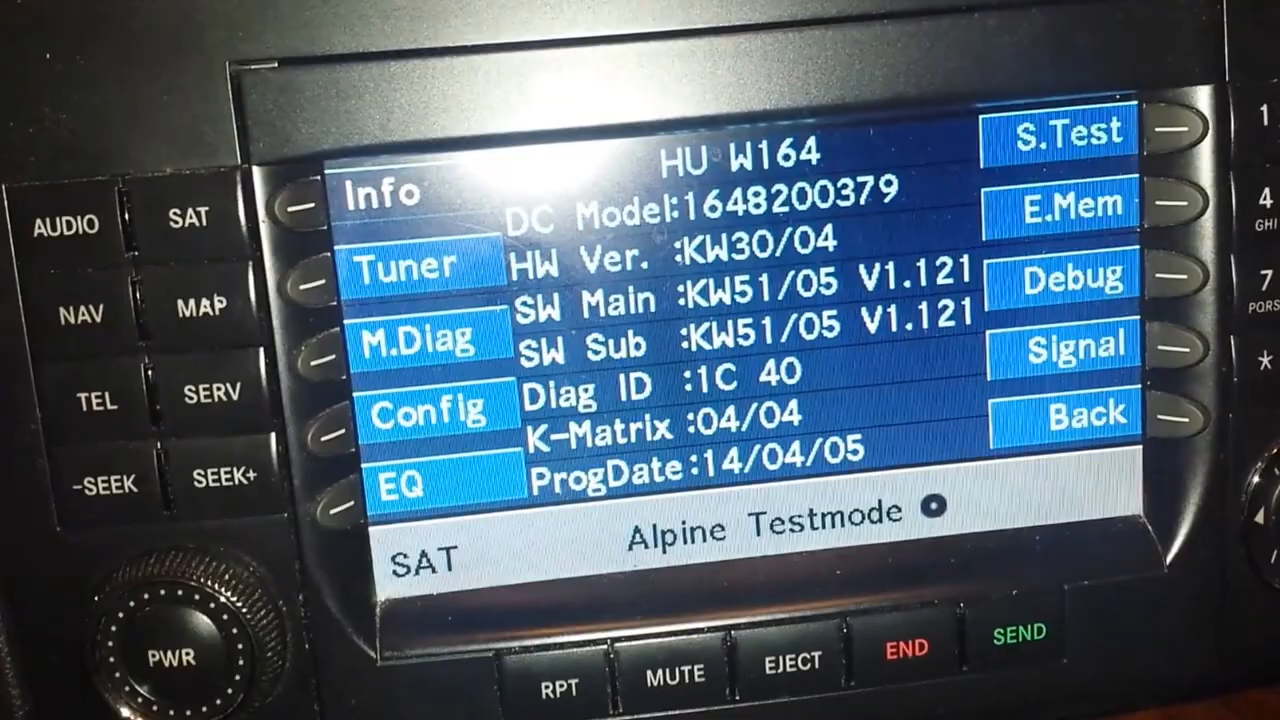 HU W164
Info
S.Test
DC Model:1648200379
Tuner
HW Ver. :KW30/04
E.Mem
SW Main :KW51/05 V1.121
M.Diag
SW Sub :KW51/05 V1.121
Debug
Config
Diag ID :1C 40
Signal
K-Matrix :04/04
EQ
ProgDate:14/04/05
Back
SAT
Alpine Testmode
AUDIO
SAT
NAV
MAP
TEL
SERV
-SEEK
SEEK+
PWR
RPT
MUTE
EJECT
END
SEND
1
4
GHI
7
PQRS
*